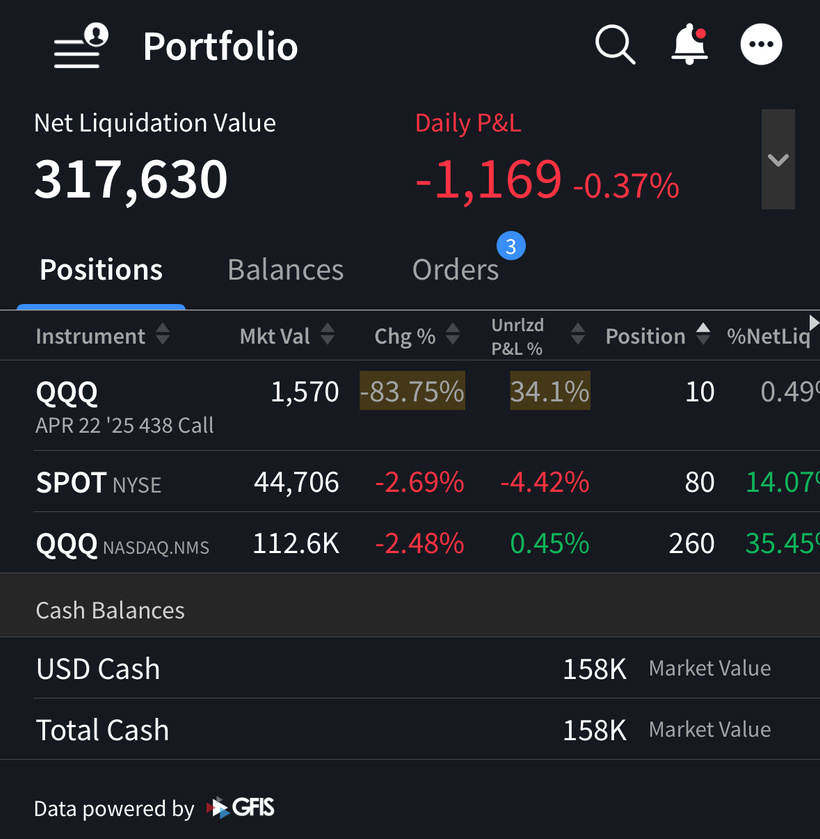 Portfolio
Net Liquidation Value Daily P&L
317,630 -1,169 -0.37%
Positions Balances Orders 3
Instrument Mkt Val Chg % Unrlzd P&L % Position %NetLiq
QQQ 1,570 -83.75% 34.1% 10 0.49%
APR 22 '25 438 Call
SPOT NYSE 44,706 -2.69% -4.42% 80 14.07%
QQQ NASDAQ.NMS 112.6K -2.48% 0.45% 260 35.45%
Cash Balances
USD Cash 158K Market Value
Total Cash 158K Market Value
Data powered by GFIS